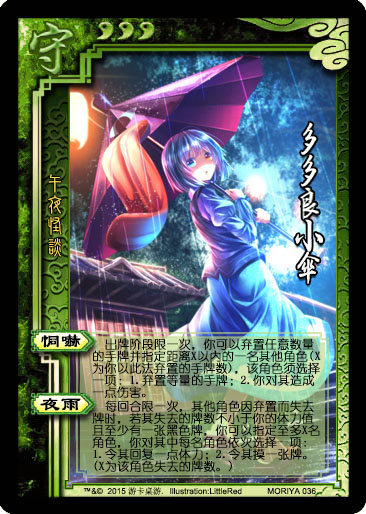 守
多多良小傘
午夜怪談
恫嚇
出牌阶段限一次，你可以弃置任意数量
的手牌并指定距离X以内的一名其他角色(X
为你以此法弃置的手牌数)，该角色须选择
一项：1.弃置等量的手牌；2.你对其造成
一点伤害。
夜雨
每回合限一次，其他角色因弃置而失去
牌时，若其失去的牌数不小于你的体力值
且至少有一张黑色牌，你可以指定至多X名
角色，你对其中每名角色依次选择一项：
1.令其回复一点体力；2.令其摸一张牌。
(X为该角色失去的牌数。)
™&© 2015 游卡桌游. Illustration:LittleRed MORIYA 036